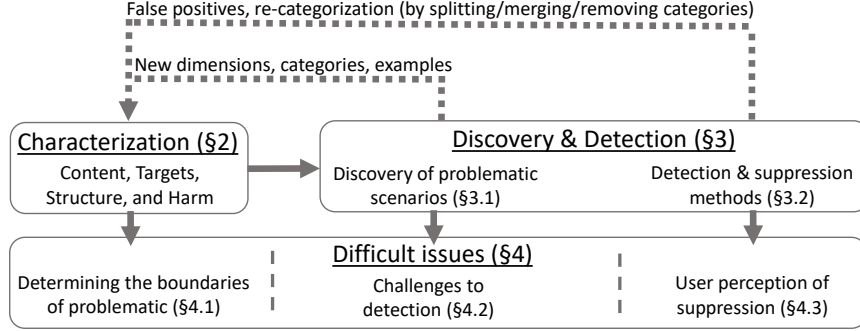 False positives, re-categorization (by splitting/merging/removing categories)
New dimensions, categories, examples
Characterization (§2)
Content, Targets,
Structure, and Harm
Discovery & Detection (§3)
Discovery of problematic
scenarios (§3.1)
Detection & suppression
methods (§3.2)
Difficult issues (§4)
Determining the boundaries
of problematic (§4.1)
Challenges to
detection (§4.2)
User perception of
suppression (§4.3)